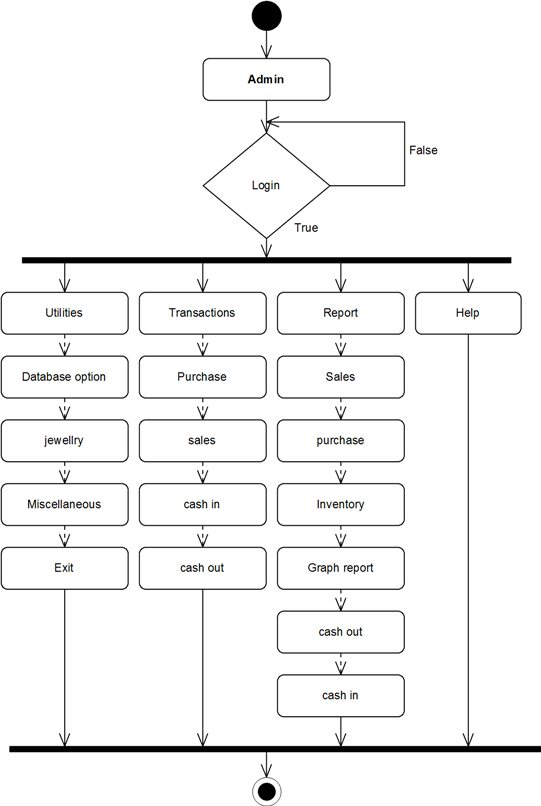 Admin
False
Login
True
Utilities
Transactions
Report
Help
Database option
Purchase
Sales
jewellry
sales
purchase
Miscellaneous
cash in
Inventory
Exit
cash out
Graph report
cash out
cash in